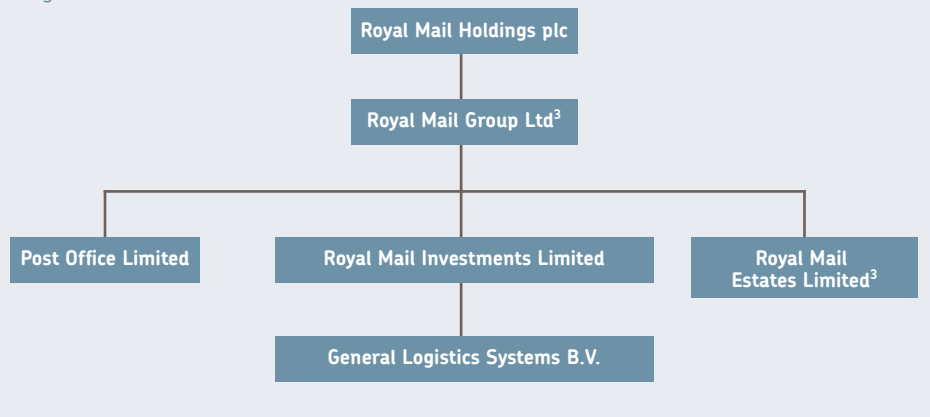 Royal Mail Holdings plc
Royal Mail Group Ltd³
Post Office Limited
Royal Mail Investments Limited
Royal Mail
Estates Limited³
General Logistics Systems B.V.